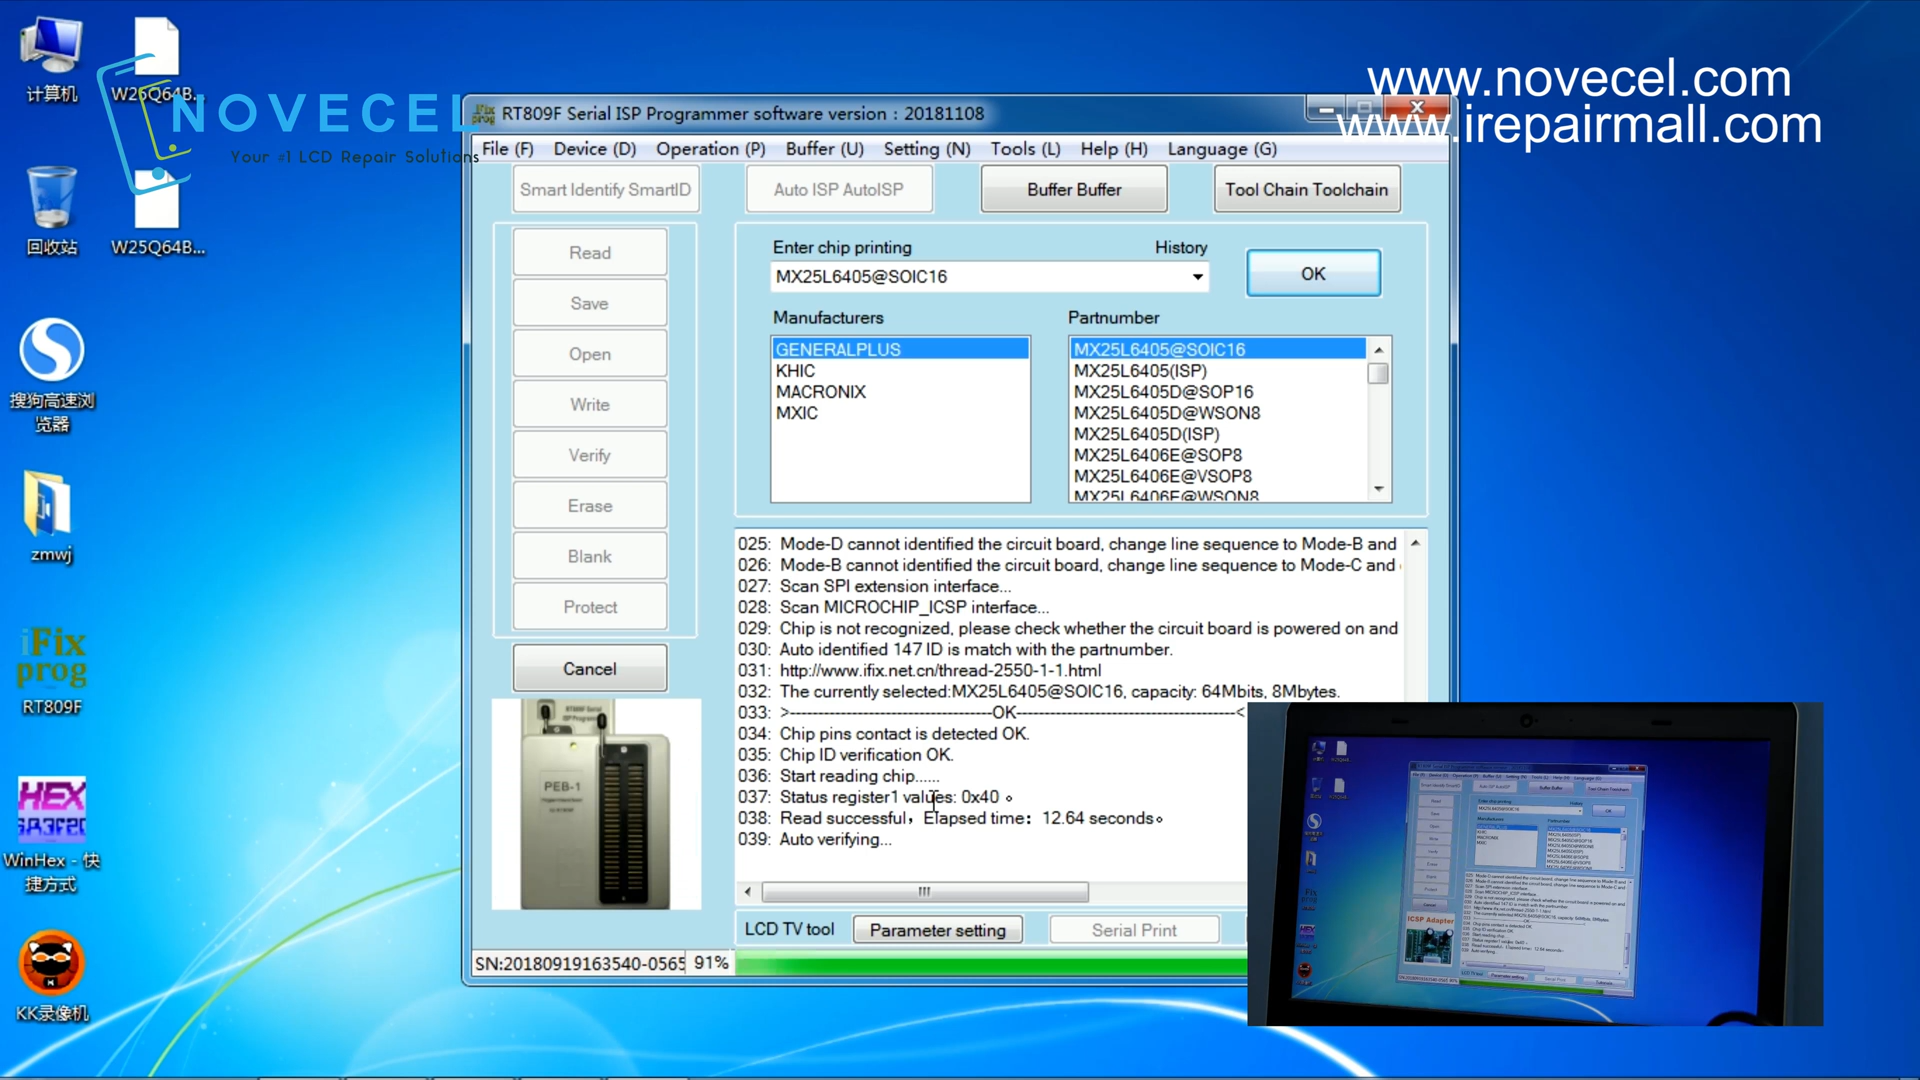 计算机
W25Q64B...
NOVECEL
Your #1 LCD Repair Solutions
www.novecel.com
www.irepairmall.com
回收站
W25Q64B...
搜狗高速浏
览器
zmwj
iFix
prog
RT809F
HEX
WinHex - 快
捷方式
KK录像机
iFix
prog
RT809F Serial ISP Programmer software version : 20181108
File (F) Device (D) Operation (P) Buffer (U) Setting (N) Tools (L) Help (H) Language (G)
Smart Identify SmartID Auto ISP AutoISP Buffer Buffer Tool Chain Toolchain
Read
Save
Open
Write
Verify
Erase
Blank
Protect
Cancel
Enter chip printing History
MX25L6405@SOIC16
OK
Manufacturers
GENERALPLUS
KHIC
MACRONIX
MXIC
Partnumber
MX25L6405@SOIC16
MX25L6405(ISP)
MX25L6405D@SOP16
MX25L6405D@WSON8
MX25L6405D(ISP)
MX25L6406E@SOP8
MX25L6406E@VSOP8
MX25L6406E@WSON8
025: Mode-D cannot identified the circuit board, change line sequence to Mode-B and
026: Mode-B cannot identified the circuit board, change line sequence to Mode-C and
027: Scan SPI extension interface...
028: Scan MICROCHIP_ICSP interface...
029: Chip is not recognized, please check whether the circuit board is powered on and
030: Auto identified 147 ID is match with the partnumber.
031: http://www.ifix.net.cn/thread-2550-1-1.html
032: The currently selected:MX25L6405@SOIC16, capacity: 64Mbits, 8Mbytes.
033: >------------------------------------OK------------------------------------<
034: Chip pins contact is detected OK.
035: Chip ID verification OK.
036: Start reading chip......
037: Status register1 values: 0x40 。
038: Read successful，Elapsed time：12.64 seconds。
039: Auto verifying...
RT809F Serial
ISP Programmer
PEB-1
LCD TV tool Parameter setting Serial Print
SN:20180919163540-0565 91%
ICSP Adapter